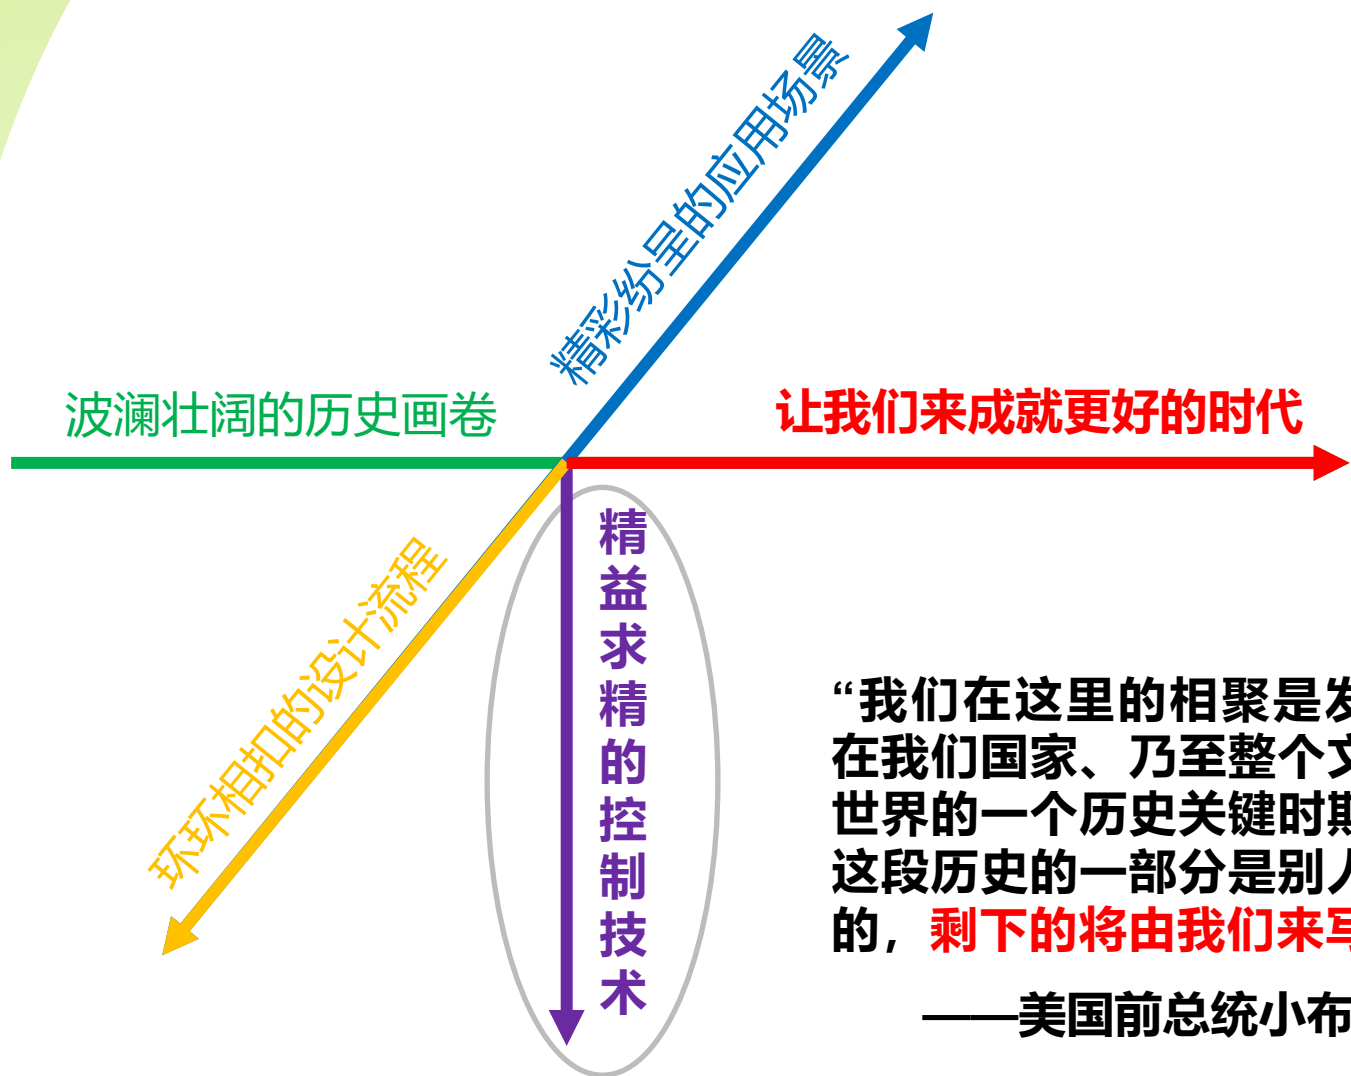 精彩纷呈的应用场景
波澜壮阔的历史画卷
让我们来成就更好的时代
环环相扣的设计流程
精益求精的控制技术
“我们在这里的相聚是发
在我们国家、乃至整个文
世界的一个历史关键时期
这段历史的一部分是别人
的，剩下的将由我们来写
——美国前总统小布